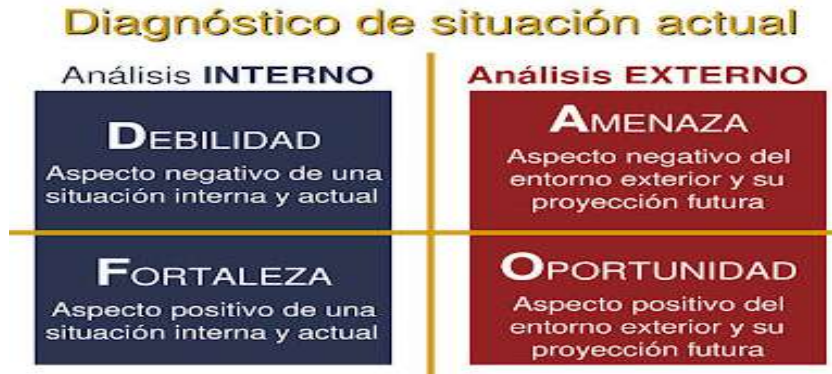 Diagnóstico de situación actual
Análisis INTERNO
DEBILIDAD
Aspecto negativo de una
situación interna y actual
FORTALEZA
Aspecto positivo de una
situación interna y actual
Análisis EXTERNO
AMENAZA
Aspecto negativo del
entorno exterior y su
proyección futura
OPORTUNIDAD
Aspecto positivo del
entorno exterior y su
proyección futura